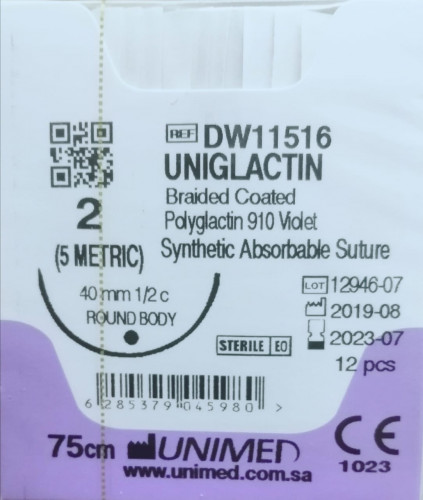 REF DW11516
UNIGLACTIN
Braided Coated
Polyglactin 910 Violet
Synthetic Absorbable Suture
2
(5 METRIC)
40 mm 1/2 c
ROUND BODY
LOT 12946-07
2019-08
2023-07
STERILE EO
12 pcs
6 285379 045980 >
75cm UNIMED
www.unimed.com.sa
CE
1023